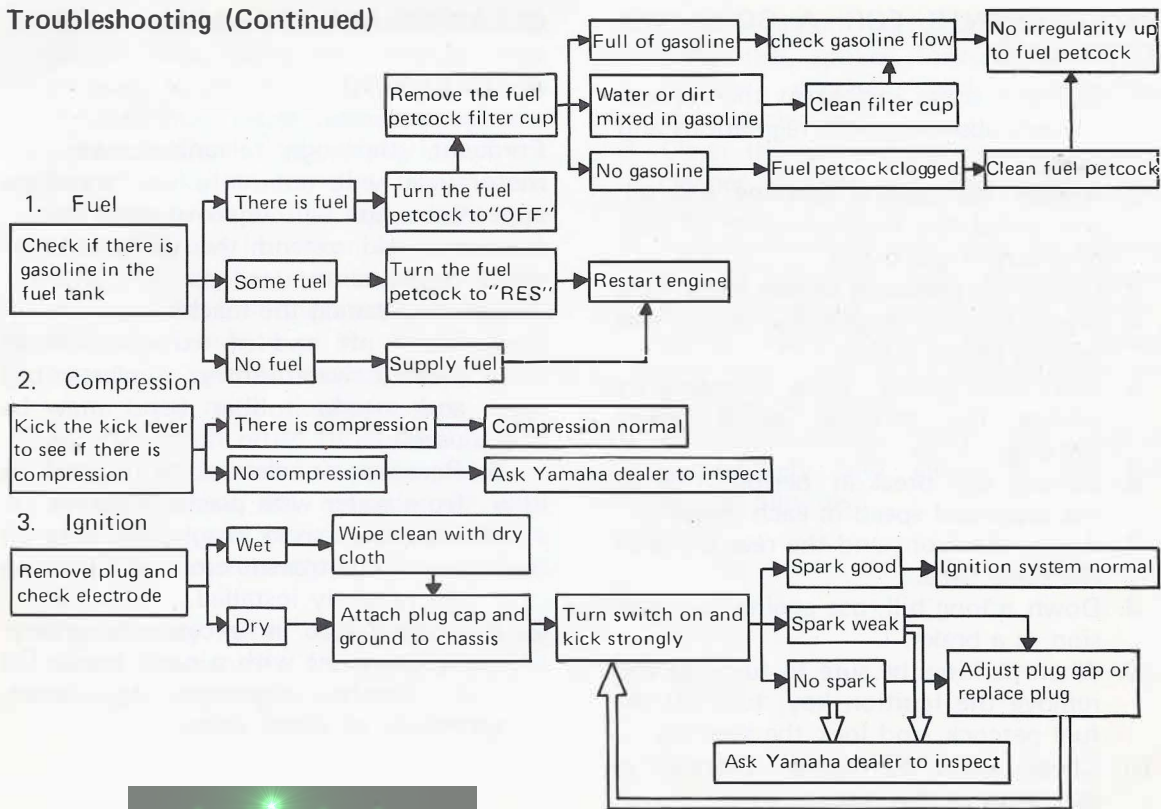 Troubleshooting (Continued)
Full of gasoline
check gasoline flow
No irregularity up
to fuel petcock
Remove the fuel
petcock filter cup
Water or dirt
mixed in gasoline
Clean filter cup
No gasoline
Fuel petcock clogged
Clean fuel petcock
1. Fuel
Check if there is
gasoline in the
fuel tank
There is fuel
Turn the fuel
petcock to "OFF"
Some fuel
Turn the fuel
petcock to "RES"
Restart engine
No fuel
Supply fuel
2. Compression
Kick the kick lever
to see if there is
compression
There is compression
Compression normal
No compression
Ask Yamaha dealer to inspect
3. Ignition
Remove plug and
check electrode
Wet
Wipe clean with dry
cloth
Dry
Attach plug cap and
ground to chassis
Turn switch on and
kick strongly
Spark good
Ignition system normal
Spark weak
No spark
Adjust plug gap or
replace plug
Ask Yamaha dealer to inspect